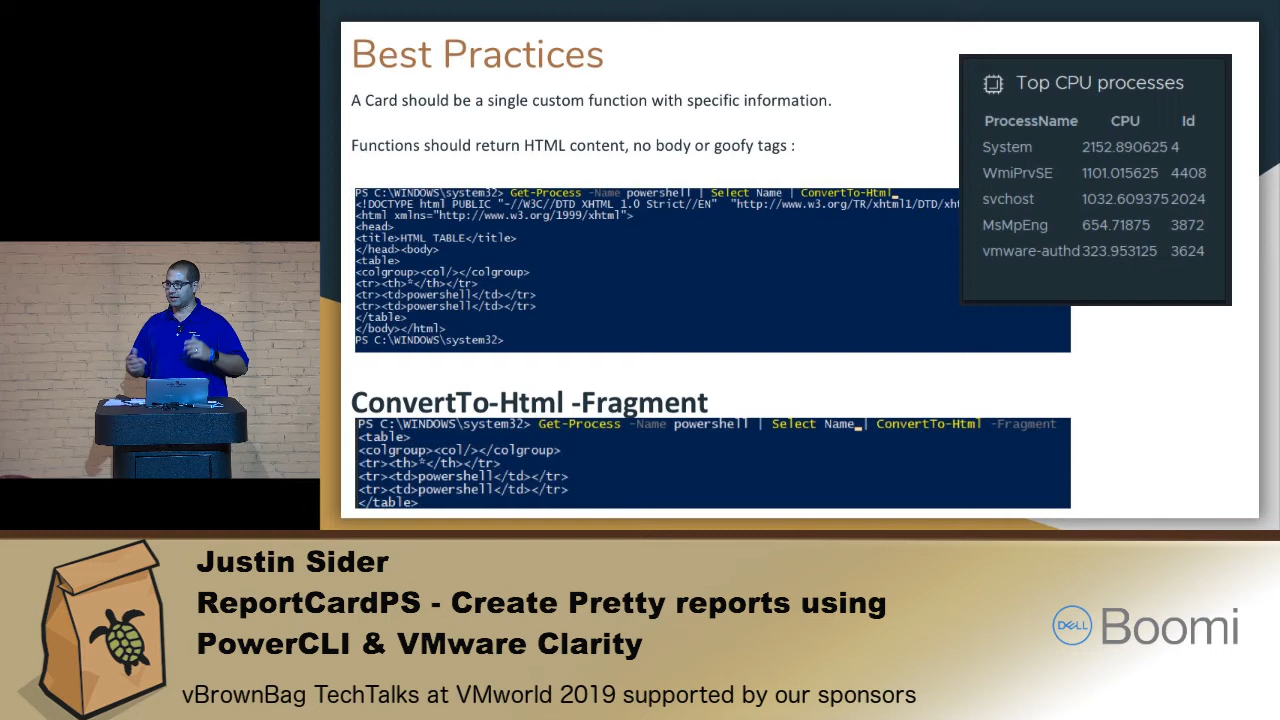 Best Practices
A Card should be a single custom function with specific information.
Functions should return HTML content, no body or goofy tags :
PS C:\WINDOWS\system32> Get-Process -Name powershell | Select Name | ConvertTo-Html
<!DOCTYPE html PUBLIC "-//W3C//DTD XHTML 1.0 Strict//EN"  "http://www.w3.org/TR/xhtml1/DTD/xht
<html xmlns="http://www.w3.org/1999/xhtml">
<head>
<title>HTML TABLE</title>
</head><body>
<table>
<colgroup><col/></colgroup>
<tr><th>*</th></tr>
<tr><td>powershell</td></tr>
<tr><td>powershell</td></tr>
</table>
</body></html>
PS C:\WINDOWS\system32>
Top CPU processes
ProcessName CPU Id
System 2152.890625 4
WmiPrvSE 1101.015625 4408
svchost 1032.609375 2024
MsMpEng 654.71875 3872
vmware-authd 323.953125 3624
ConvertTo-Html -Fragment
PS C:\WINDOWS\system32> Get-Process -Name powershell | Select Name | ConvertTo-Html -Fragment
<table>
<colgroup><col/></colgroup>
<tr><th>*</th></tr>
<tr><td>powershell</td></tr>
<tr><td>powershell</td></tr>
</table>
Justin Sider
ReportCardPS - Create Pretty reports using
PowerCLI & VMware Clarity
DELL Boomi
vBrownBag TechTalks at VMworld 2019 supported by our sponsors